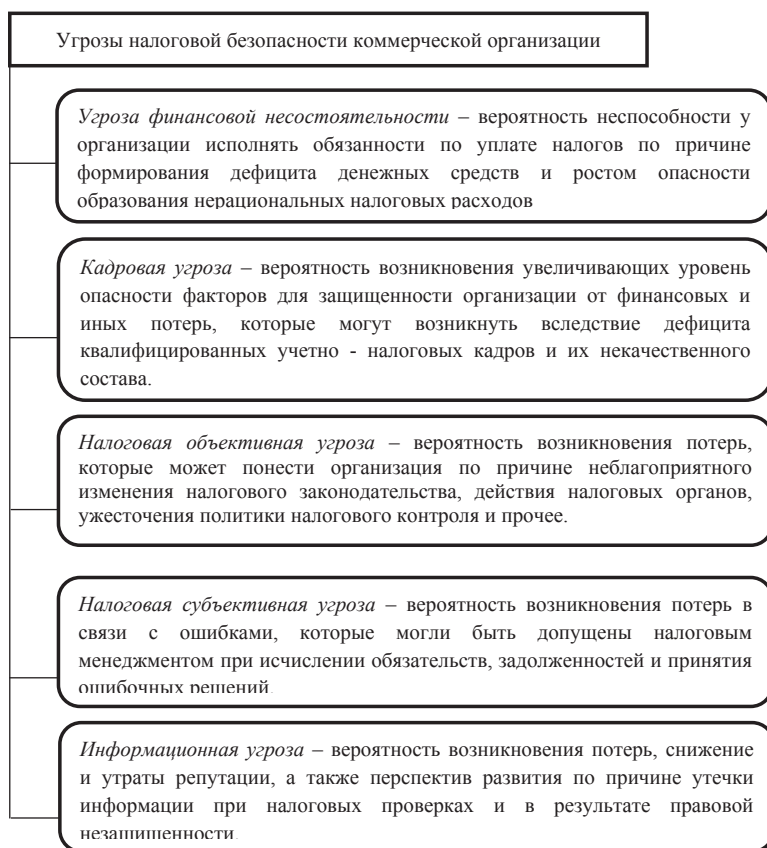 Угрозы налоговой безопасности коммерческой организации
Угроза финансовой несостоятельности – вероятность неспособности у
организации исполнять обязанности по уплате налогов по причине
формирования дефицита денежных средств и ростом опасности
образования нерациональных налоговых расходов
Кадровая угроза – вероятность возникновения увеличивающих уровень
опасности факторов для защищенности организации от финансовых и
иных потерь, которые могут возникнуть вследствие дефицита
квалифицированных учетно - налоговых кадров и их некачественного
состава.
Налоговая объективная угроза – вероятность возникновения потерь,
которые может понести организация по причине неблагоприятного
изменения налогового законодательства, действия налоговых органов,
ужесточения политики налогового контроля и прочее.
Налоговая субъективная угроза – вероятность возникновения потерь в
связи с ошибками, которые могли быть допущены налоговым
менеджментом при исчислении обязательств, задолженностей и принятия
ошибочных решений.
Информационная угроза – вероятность возникновения потерь, снижение
и утраты репутации, а также перспектив развития по причине утечки
информации при налоговых проверках и в результате правовой
незащищенности.